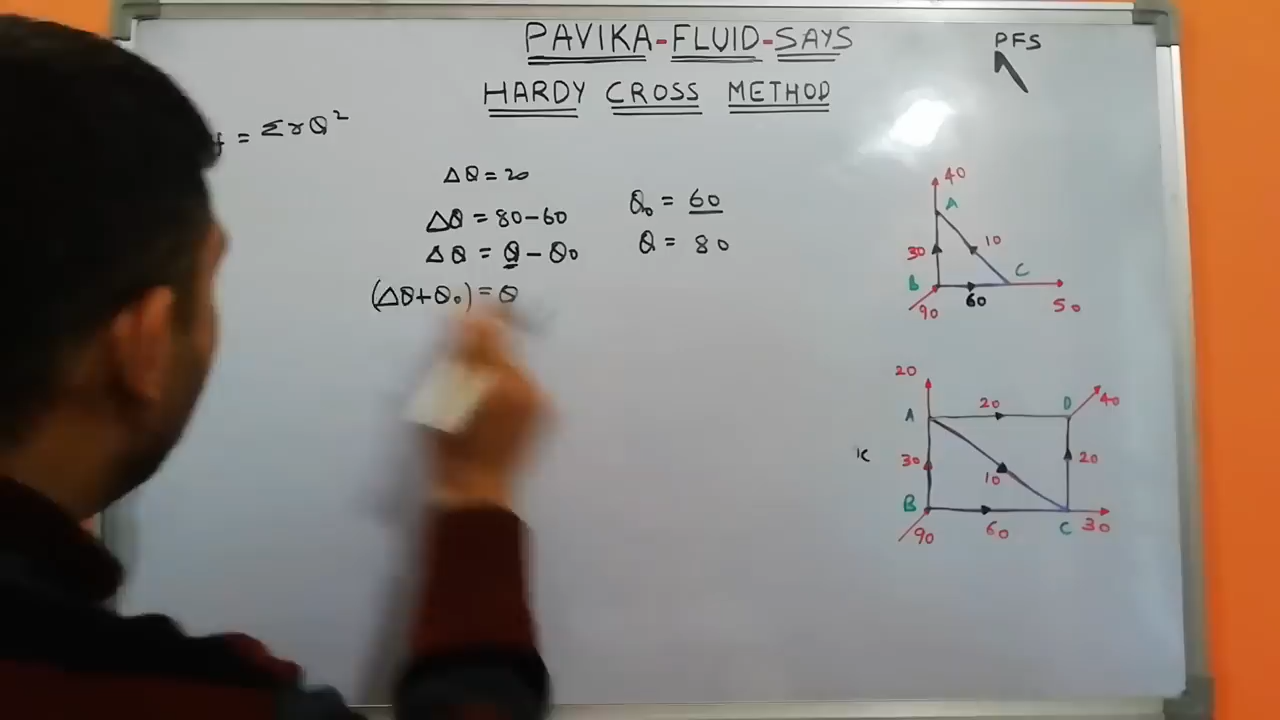 PAVIKA-FLUID-SAYS
PFS
HARDY CROSS METHOD
f = ΣrQ²
ΔQ = 20
ΔQ = 80-60
Q₀ = 60
ΔQ = Q - Q₀
Q = 80
(ΔQ+Q₀) = Q
40
A
30
10
B
C
90
60
50
20
A
20
D
40
K
30
10
20
B
90
60
C
30